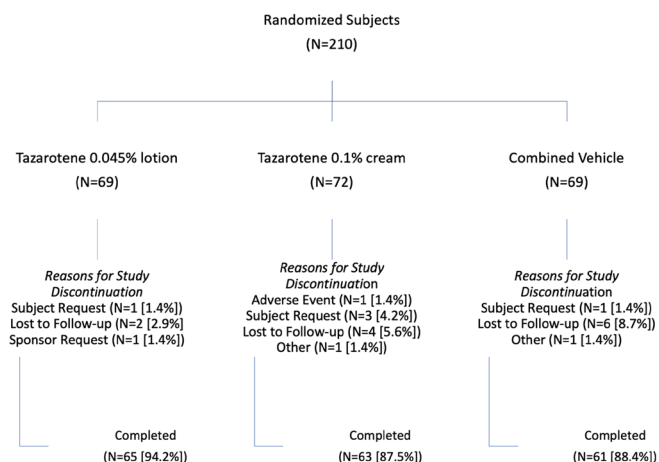 Randomized Subjects
(N=210)
Tazarotene 0.045% lotion
(N=69)
Tazarotene 0.1% cream
(N=72)
Combined Vehicle
(N=69)
Reasons for Study
Discontinuation
Subject Request (N=1 [1.4%])
Lost to Follow-up (N=2 [2.9%]
Sponsor Request (N=1 [1.4%])
Reasons for Study
Discontinuation
Adverse Event (N=1 [1.4%])
Subject Request (N=3 [4.2%])
Lost to Follow-up (N=4 [5.6%])
Other (N=1 [1.4%])
Reasons for Study
Discontinuation
Subject Request (N=1 [1.4%])
Lost to Follow-up (N=6 [8.7%])
Other (N=1 [1.4%])
Completed
(N=65 [94.2%])
Completed
(N=63 [87.5%])
Completed
(N=61 [88.4%])